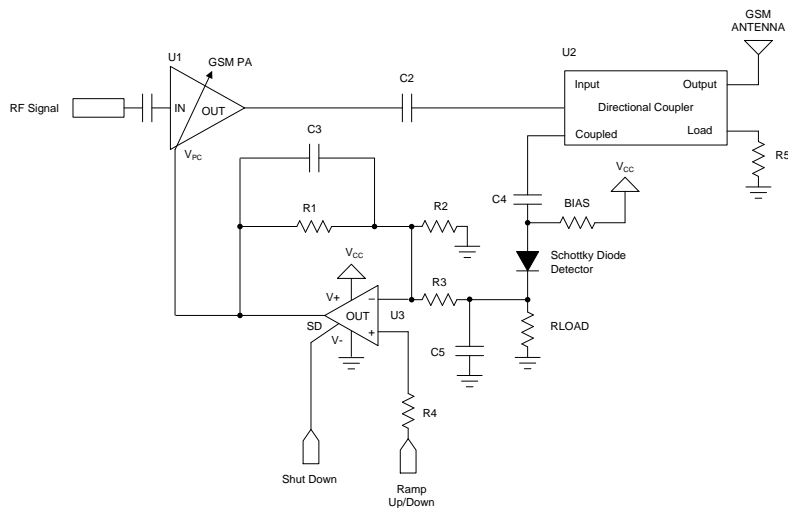 GSM
ANTENNA
U1
U2
GSM PA
C2
Input
Output
RF Signal
IN
OUT
Directional Coupler
Coupled
Load
C3
V_PC
R5
V_CC
C4
BIAS
R1
R2
Schottky Diode
Detector
V_CC
R3
V+
−
OUT
U3
SD
+
V-
C5
RLOAD
R4
Shut Down
Ramp
Up/Down